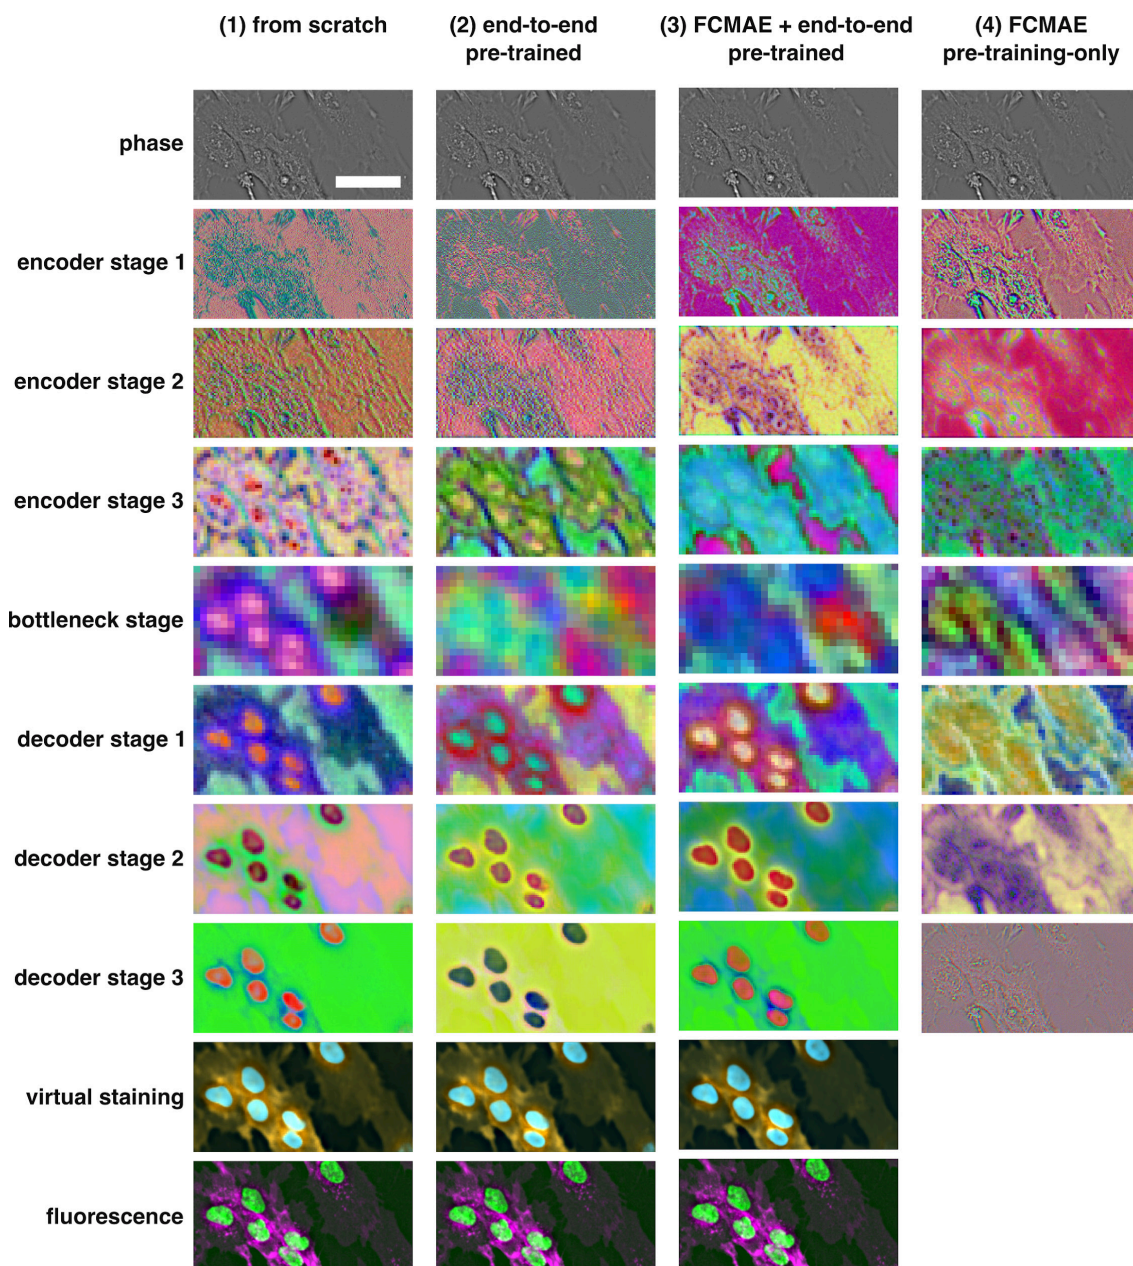 (1) from scratch
(2) end-to-end
pre-trained
(3) FCMAE + end-to-end
pre-trained
(4) FCMAE
pre-training-only
phase
encoder stage 1
encoder stage 2
encoder stage 3
bottleneck stage
decoder stage 1
decoder stage 2
decoder stage 3
virtual staining
fluorescence